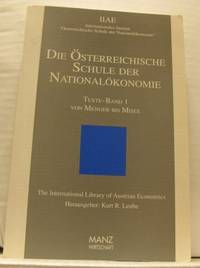 IIAE
Internationales Institut
"Österreichische Schule der Nationalökonomie"
DIE ÖSTERREICHISCHE
SCHULE DER
NATIONALÖKONOMIE
TEXTE–BAND I
VON MENGER BIS MISES
The International Library of Austrian Economics
Herausgeber: Kurt R. Leube
MANZ
WIRTSCHAFT